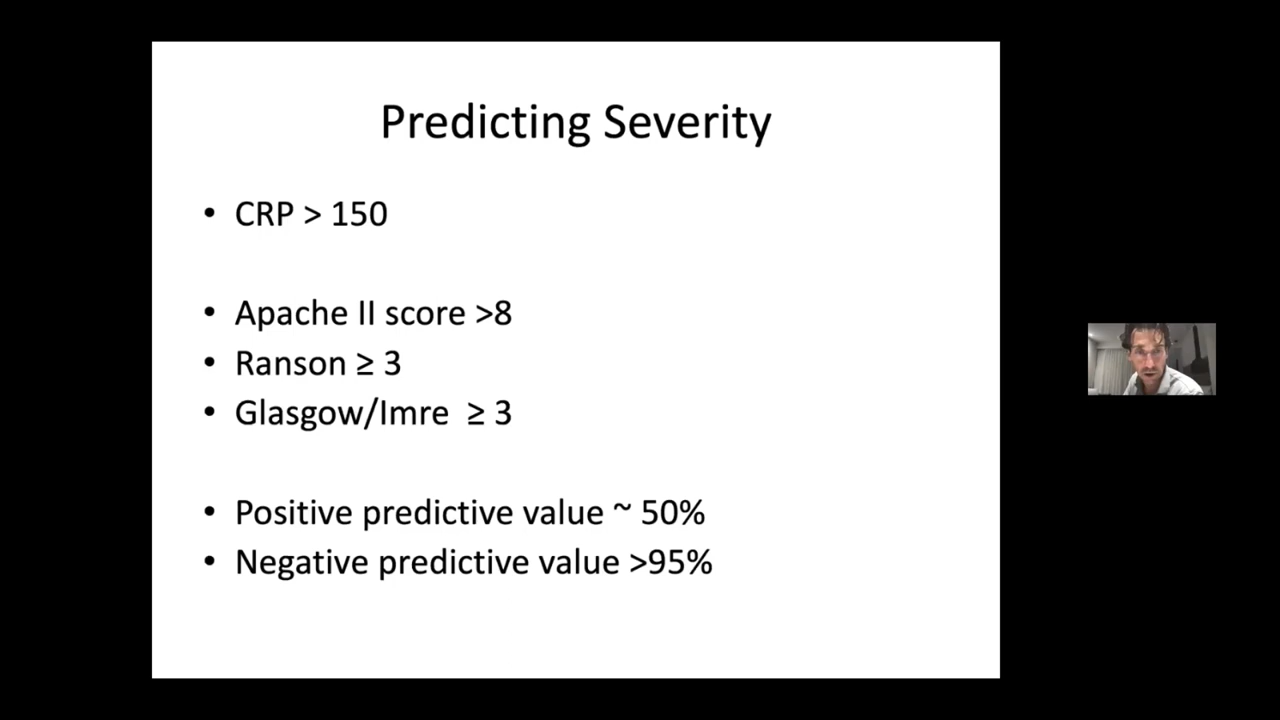 Predicting Severity
• CRP > 150
• Apache II score >8
• Ranson ≥ 3
• Glasgow/Imre ≥ 3
• Positive predictive value ~ 50%
• Negative predictive value >95%